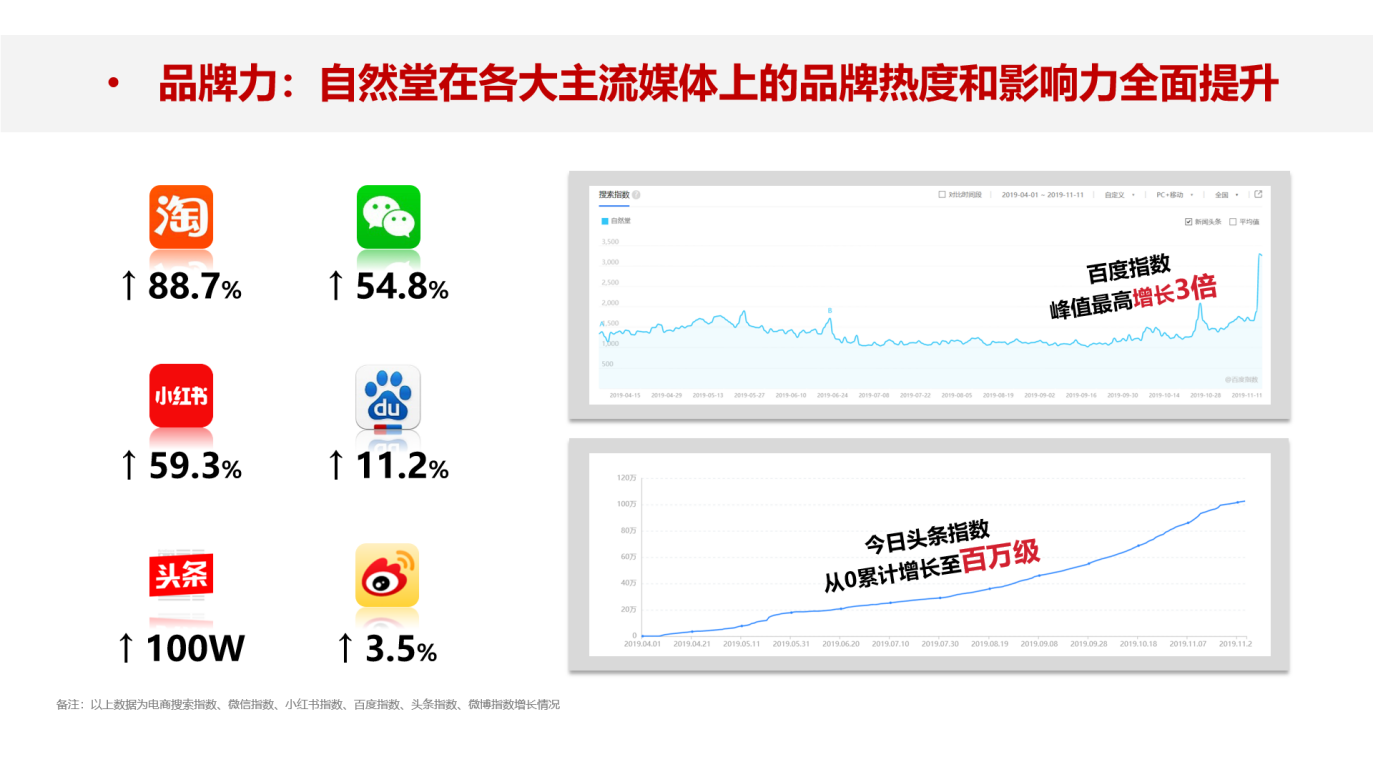 • 品牌力：自然堂在各大主流媒体上的品牌热度和影响力全面提升
淘
↑ 88.7%
↑ 54.8%
小红书
↑ 59.3%
du
↑ 11.2%
头条
↑ 100W
↑ 3.5%
搜索指数 ?
对比时间段 2019-04-01 ~ 2019-11-11 自定义 PC+移动 全国
自然堂
新闻头条 平均值
3,500
3,000
2,500
2,000
1,500
1,000
500
A
B
百度指数
峰值最高增长3倍
@百度指数
2019-04-15 2019-04-29 2019-05-13 2019-05-27 2019-06-10 2019-06-24 2019-07-08 2019-07-22 2019-08-05 2019-08-19 2019-09-02 2019-09-16 2019-09-30 2019-10-14 2019-10-28 2019-11-11
120万
100万
80万
60万
40万
20万
0
今日头条指数
从0累计增长至百万级
2019.04.01 2019.04.21 2019.05.11 2019.05.31 2019.06.20 2019.07.10 2019.07.30 2019.08.19 2019.09.08 2019.09.28 2019.10.18 2019.11.07 2019.11.2
备注：以上数据为电商搜索指数、微信指数、小红书指数、百度指数、头条指数、微博指数增长情况